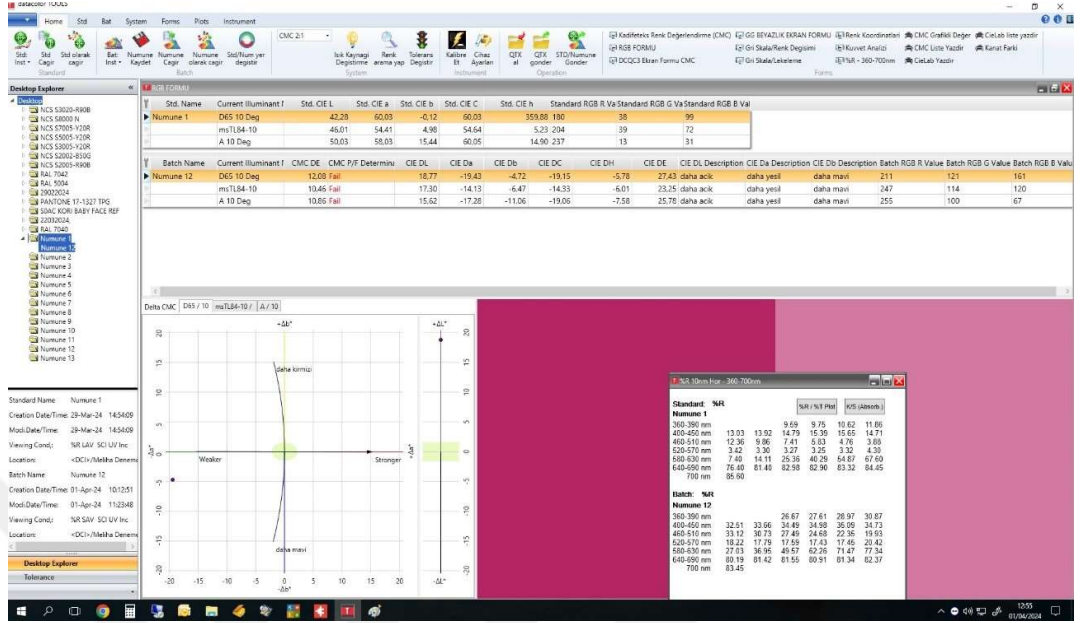 datacolor TOOLS
Home Std Bat System Forms Plots Instrument
Std: Inst Std Cagir Std olarak cagir Bat: Inst Numune Kaydet Numune Cagir Numune olarak cagir Std/Num yer Degistir
CMC 2:1
Isik Kaynagi Degistirme Renk arama yap Tolerans Degistir Kalibre Et Cihaz Ayarları QTX al QTX gonder STD/Numune Gonder
Kadifeteks Renk Değerlendirme (CMC) GG BEYAZLIK EKRAN FORMU Renk Koordinatlari CMC Grafikli Değer CieLab liste yazdir
RGB FORMU Gri Skala/Renk Degisimi Kuvvet Analizi CMC Liste Yazdir Kanat Farki
DCQC3 Ekran Formu CMC Gri Skala/Lekeleme %R - 360-700nm CieLab Yazdir
Standard Batch System Instrument Operation Forms
Desktop Explorer
Desktop
NCS S3020-R90B
NCS S8000 N
NCS S7005-Y20R
NCS S5005-Y20R
NCS S3005-Y20R
NCS S2002-B50G
NCS S2005-R90B
RAL 7042
RAL 5004
29022024
PANTONE 17-1327 TPG
SDAC KORI BABY FACE REF
22032024
RAL 7040
Numune 1
Numune 12
Numune 2
Numune 3
Numune 4
Numune 5
Numune 6
Numune 7
Numune 8
Numune 9
Numune 10
Numune 11
Numune 12
Numune 13
Standard Name Numune 1
Creation Date/Time: 29-Mar-24 14:54:09
Modi.Date/Time: 29-Mar-24 14:54:09
Viewing Cond.: %R LAV SCI UV Inc
Location: <DCI>/Meliha Deneme
Batch Name Numune 12
Creation Date/Time: 01-Apr-24 10:12:51
Modi.Date/Time: 01-Apr-24 11:23:48
Viewing Cond.: %R SAV SCI UV Inc
Location: <DCI>/Meliha Deneme
Desktop Explorer
Tolerance
RGB FORMU
Std. Name Current Illuminant Std. CIE L Std. CIE a Std. CIE b Std. CIE C Std. CIE h Standard RGB R Va Standard RGB G Va Standard RGB B Val
Numune 1 D65 10 Deg 42,28 60,03 -0,12 60,03 359,88 180 38 99
msTL84-10 46,01 54,41 4,98 54,64 5,23 204 39 72
A 10 Deg 50,03 58,03 15,44 60,05 14,90 237 13 31
Batch Name Current Illuminant CMC DE CMC P/F Determinu CIE DL CIE Da CIE Db CIE DC CIE DH CIE DE CIE DL Description CIE Da Description CIE Db Description Batch RGB R Value Batch RGB G Value Batch RGB B Valu
Numune 12 D65 10 Deg 12,08 Fail 18,77 -19,43 -4,72 -19,15 -5,78 27,43 daha acik daha yesil daha mavi 211 121 161
msTL84-10 10,46 Fail 17,30 -14,13 -6,47 -14,33 -6,01 23,25 daha acik daha yesil daha mavi 247 114 120
A 10 Deg 10,86 Fail 15,62 -17,28 -11,06 -19,06 -7,58 25,78 daha acik daha yesil daha mavi 255 100 67
Delta CMC D65 / 10 msTL84-10 / A / 10
+Δb* +ΔL*
20
15
daha kirmizi
10
5
-Δa* 0 Weaker Stronger +Δa* 0
-5
-10
-15
daha mavi
-20
-20 -15 -10 -5 0 5 10 15 20
-Δb* -ΔL*
%R 10nm Hor - 360-700nm
Standard: %R
%R / %T Plot K/S (Absorb.)
Numune 1
360-390 nm 9.69 9.75 10.62 11.86
400-450 nm 13.03 13.92 14.79 15.39 15.65 14.71
460-510 nm 12.36 9.86 7.41 5.83 4.76 3.88
520-570 nm 3.42 3.30 3.27 3.25 3.32 4.30
580-630 nm 7.40 14.11 25.36 40.29 54.87 67.60
640-690 nm 76.40 81.40 82.98 82.90 83.32 84.45
700 nm 85.60
Batch: %R
Numune 12
360-390 nm 26.67 27.61 28.97 30.87
400-450 nm 32.51 33.66 34.49 34.98 35.09 34.73
460-510 nm 33.12 30.73 27.49 24.68 22.36 19.93
520-570 nm 18.22 17.79 17.59 17.43 17.45 20.42
580-630 nm 27.03 36.95 49.57 62.26 71.47 77.34
640-690 nm 80.19 81.42 81.55 80.91 81.34 82.37
700 nm 83.45
12:55
01/04/2024